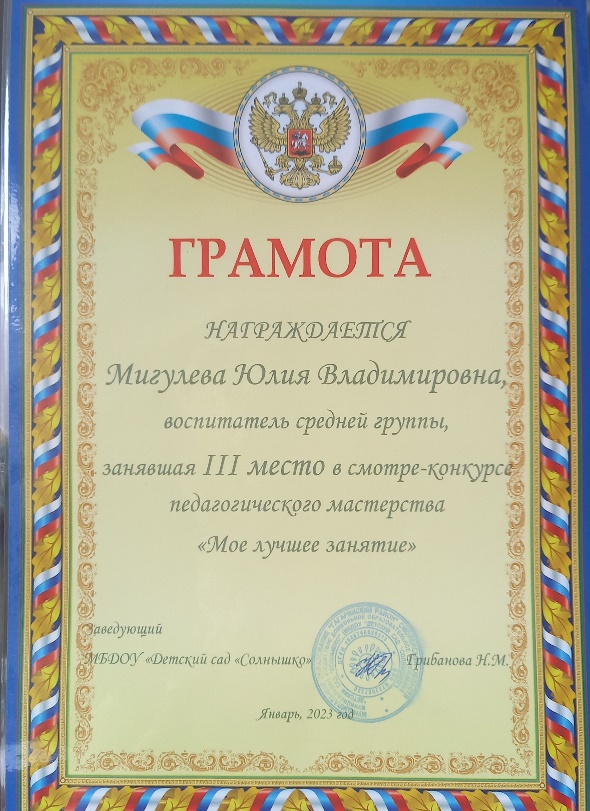 ГРАМОТА
НАГРАЖДАЕТСЯ
Мигулева Юлия Владимировна,
воспитатель средней группы,
занявшая III место в смотре-конкурсе
педагогического мастерства
«Мое лучшее занятие»
Заведующий
МБДОУ «Детский сад «Солнышко» Грибанова Н.М.
Январь, 2023 год